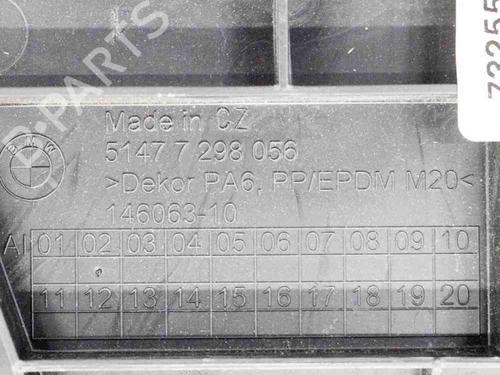 B-PARTS
73255
Made in CZ
BMW
5147 7 298 056
>Dekor PA6, PP/EPDM M20<
146063-10
AI 01 02 03 04 05 06 07 08 09 10
11 12 13 14 15 16 17 18 19 20